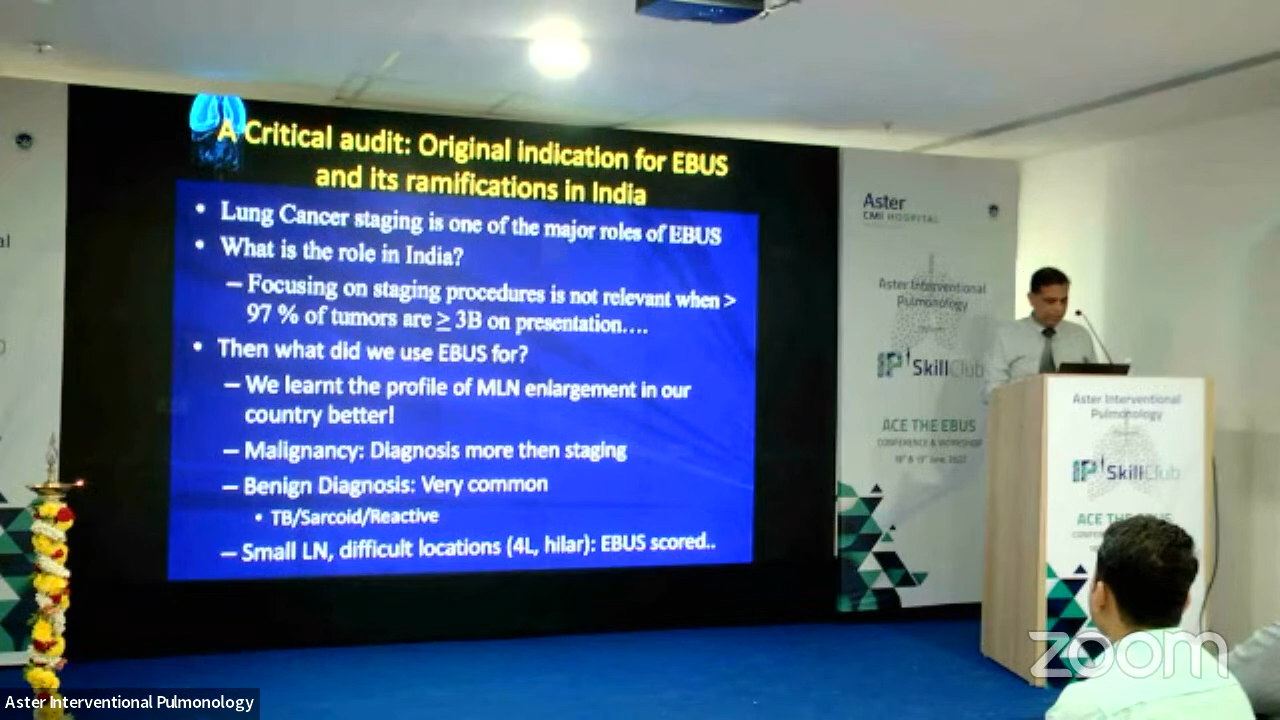 A Critical audit: Original indication for EBUS
and its ramifications in India
• Lung Cancer staging is one of the major roles of EBUS
• What is the role in India?
– Focusing on staging procedures is not relevant when >
97 % of tumors are ≥ 3B on presentation….
• Then what did we use EBUS for?
– We learnt the profile of MLN enlargement in our
country better!
– Malignancy: Diagnosis more then staging
– Benign Diagnosis: Very common
• TB/Sarcoid/Reactive
– Small LN, difficult locations (4L, hilar): EBUS scored..
Aster
CMI HOSPITAL
Aster Interventional
Pulmonology
IP SkillClub
ACE THE EBUS
CONFERENCE & WORKSHOP
Aster Interventional
Pulmonology
IP SkillClub
ACE THE EBUS
zoom
Aster Interventional Pulmonology